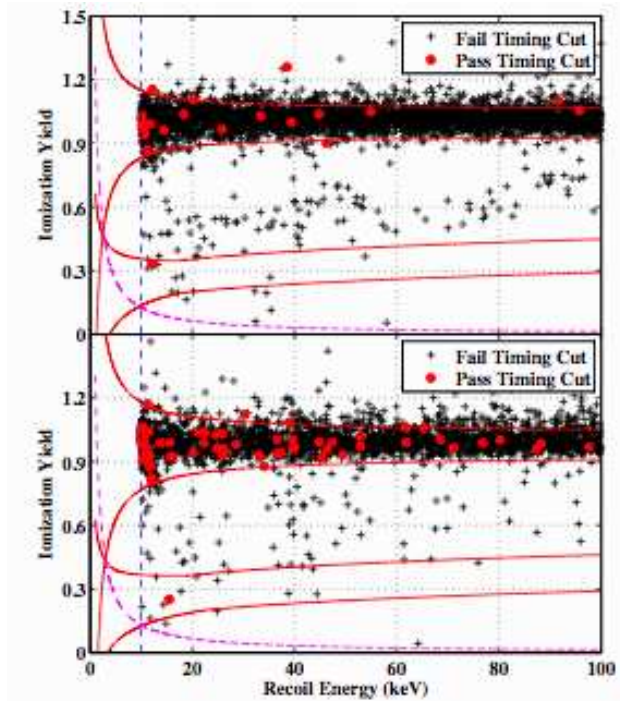 1.5
1.2
0.9
0.6
0.3
0
Ionization Yield
Fail Timing Cut
Pass Timing Cut
1.2
0.9
0.6
0.3
0
Ionization Yield
Fail Timing Cut
Pass Timing Cut
0 20 40 60 80 100
Recoil Energy (keV)